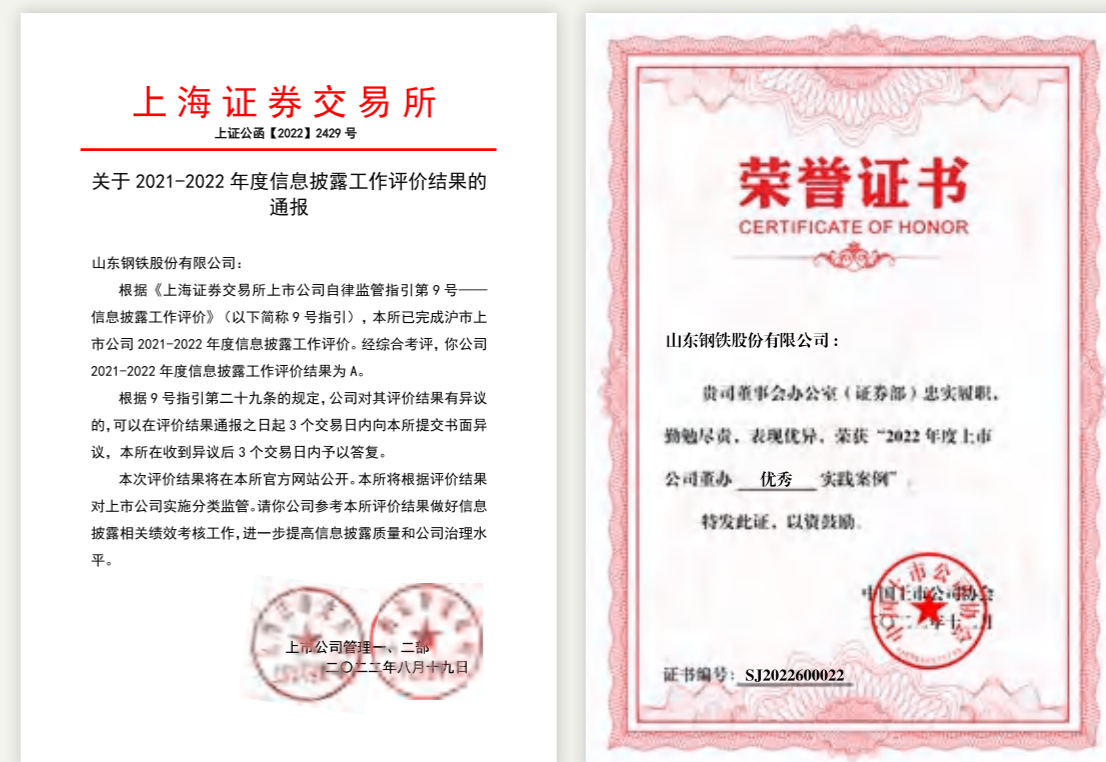 上海证券交易所
上证公函【2022】2429 号
关于 2021-2022 年度信息披露工作评价结果的
通报
山东钢铁股份有限公司：
根据《上海证券交易所上市公司自律监管指引第 9 号——
信息披露工作评价》（以下简称 9 号指引），本所已完成沪市上
市公司 2021-2022 年度信息披露工作评价。经综合考评，你公司
2021-2022 年度信息披露工作评价结果为 A。
根据 9 号指引第二十九条的规定，公司对其评价结果有异议
的，可以在评价结果通报之日起 3 个交易日内向本所提交书面异
议，本所在收到异议后 3 个交易日内予以答复。
本次评价结果将在本所官方网站公开。本所将根据评价结果
对上市公司实施分类监管。请你公司参考本所评价结果做好信息
披露相关绩效考核工作，进一步提高信息披露质量和公司治理水
平。
上市公司管理一、二部
二〇二二年八月十九日
荣誉证书
CERTIFICATE OF HONOR
山东钢铁股份有限公司：
贵司董事会办公室（证券部）忠实履职，
勤勉尽责，表现优异，荣获“2022 年度上市
公司董办 优秀 实践案例”。
特发此证，以资鼓励。
中国上市公司协会
二〇二二年十二月
中国上市公司协会
证书编号：SJ2022600022